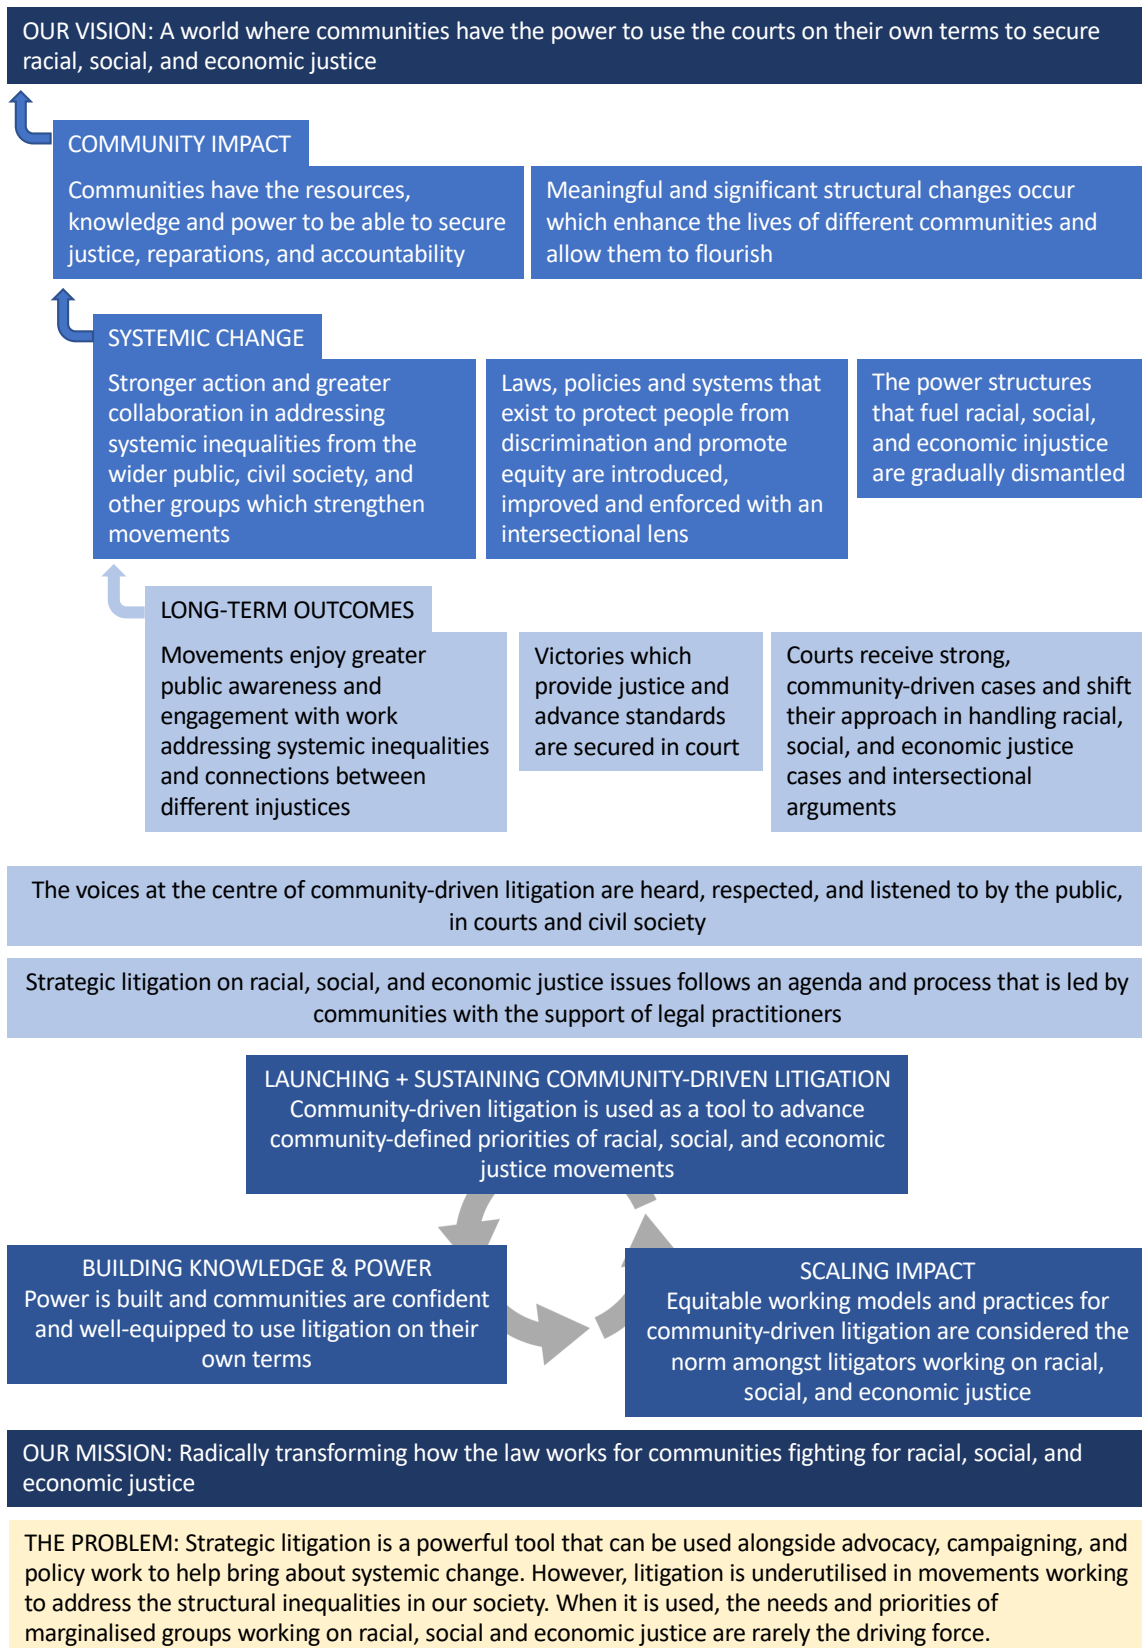 OUR VISION: A world where communities have the power to use the courts on their own terms to secure
racial, social, and economic justice
COMMUNITY IMPACT
Communities have the resources,
knowledge and power to be able to secure
justice, reparations, and accountability
Meaningful and significant structural changes occur
which enhance the lives of different communities and
allow them to flourish
SYSTEMIC CHANGE
Stronger action and greater
collaboration in addressing
systemic inequalities from the
wider public, civil society, and
other groups which strengthen
movements
Laws, policies and systems that
exist to protect people from
discrimination and promote
equity are introduced,
improved and enforced with an
intersectional lens
The power structures
that fuel racial, social,
and economic injustice
are gradually dismantled
LONG-TERM OUTCOMES
Movements enjoy greater
public awareness and
engagement with work
addressing systemic inequalities
and connections between
different injustices
Victories which
provide justice and
advance standards
are secured in court
Courts receive strong,
community-driven cases and shift
their approach in handling racial,
social, and economic justice
cases and intersectional
arguments
The voices at the centre of community-driven litigation are heard, respected, and listened to by the public,
in courts and civil society
Strategic litigation on racial, social, and economic justice issues follows an agenda and process that is led by
communities with the support of legal practitioners
LAUNCHING + SUSTAINING COMMUNITY-DRIVEN LITIGATION
Community-driven litigation is used as a tool to advance
community-defined priorities of racial, social, and economic
justice movements
BUILDING KNOWLEDGE & POWER
Power is built and communities are confident
and well-equipped to use litigation on their
own terms
SCALING IMPACT
Equitable working models and practices for
community-driven litigation are considered the
norm amongst litigators working on racial,
social, and economic justice
OUR MISSION: Radically transforming how the law works for communities fighting for racial, social, and
economic justice
THE PROBLEM: Strategic litigation is a powerful tool that can be used alongside advocacy, campaigning, and
policy work to help bring about systemic change. However, litigation is underutilised in movements working
to address the structural inequalities in our society. When it is used, the needs and priorities of
marginalised groups working on racial, social and economic justice are rarely the driving force.